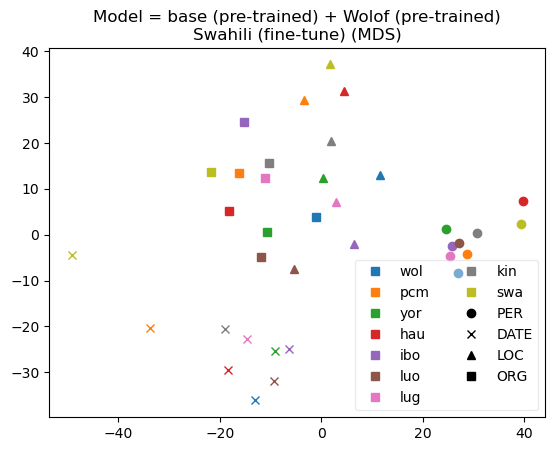 Model = base (pre-trained) + Wolof (pre-trained)
Swahili (fine-tune) (MDS)
40
30
20
10
0
−10
−20
−30
−40
−20
0
20
40
wol
pcm
yor
hau
ibo
luo
lug
kin
swa
PER
DATE
LOC
ORG